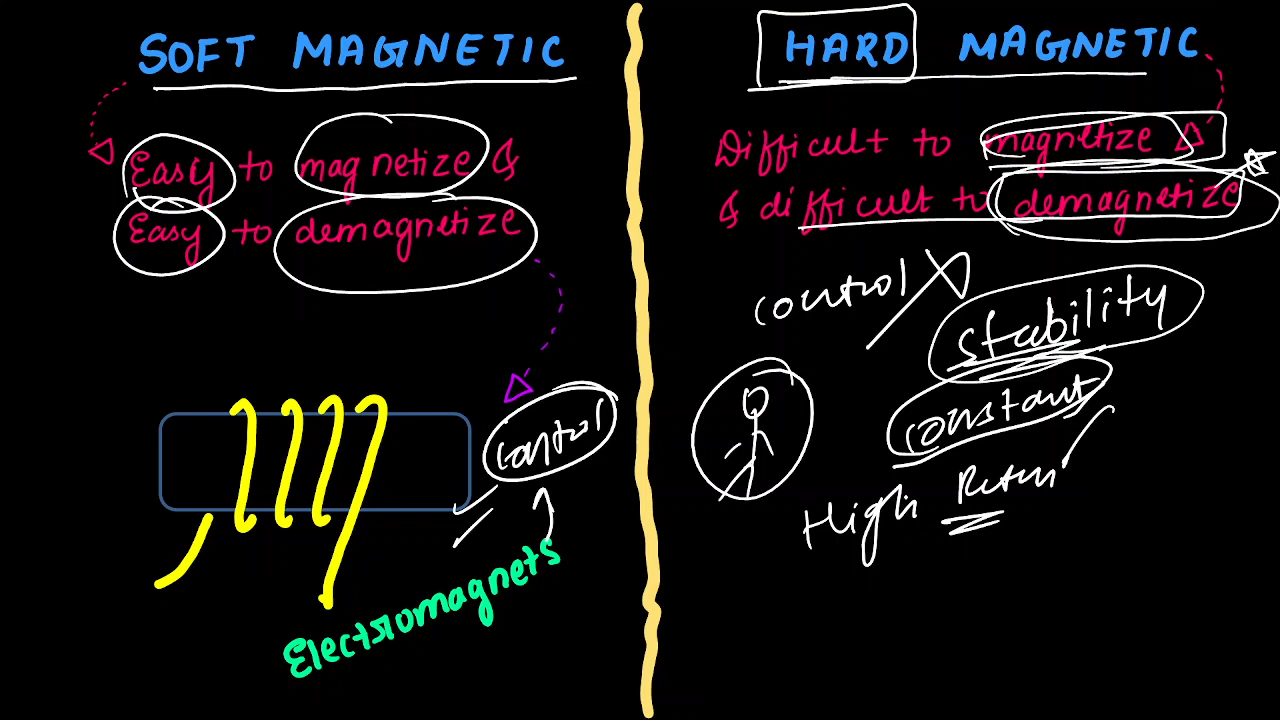 SOFT MAGNETIC
Easy to magnetize &
Easy to demagnetize
control
Electromagnets
HARD MAGNETIC
Difficult to magnetize
& difficult to demagnetize
control
stability
constant
High